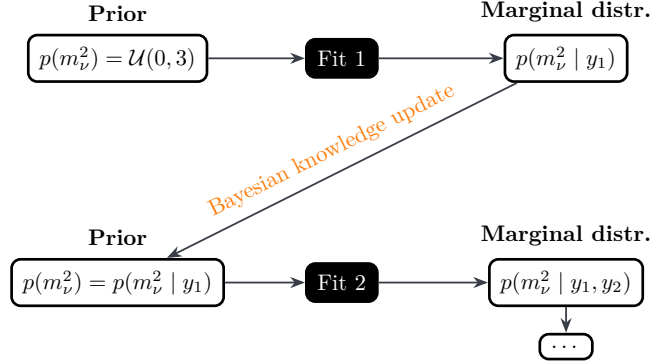 Prior
Marginal distr.
p(m_ν^2) = 𝒰(0, 3)
Fit 1
p(m_ν^2 | y_1)
Bayesian knowledge update
Prior
Marginal distr.
p(m_ν^2) = p(m_ν^2 | y_1)
Fit 2
p(m_ν^2 | y_1, y_2)
···